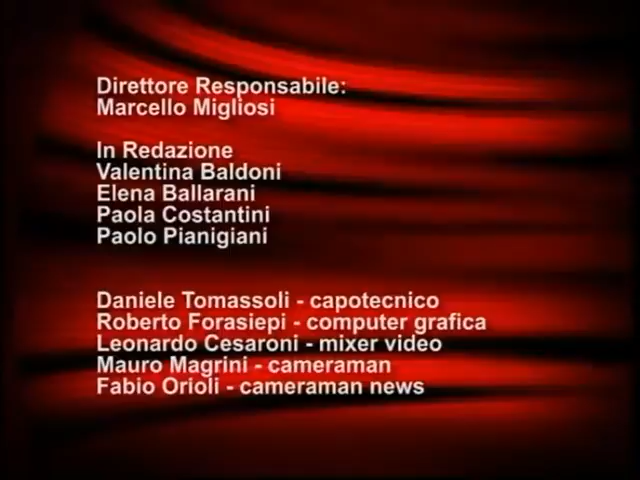 Direttore Responsabile:
Marcello Migliosi
In Redazione
Valentina Baldoni
Elena Ballarani
Paola Costantini
Paolo Pianigiani
Daniele Tomassoli - capotecnico
Roberto Forasiepi - computer grafica
Leonardo Cesaroni - mixer video
Mauro Magrini - cameraman
Fabio Orioli - cameraman news